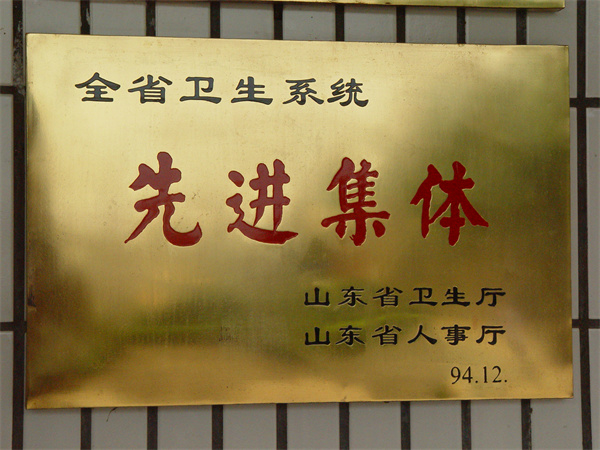 全省卫生系统
先进集体
山东省卫生厅
山东省人事厅
94.12.